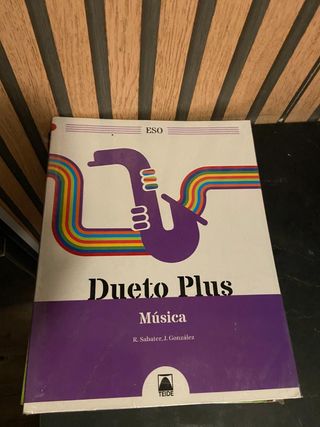 ESO
Dueto Plus
Música
R. Sabater, J. González
TEIDE